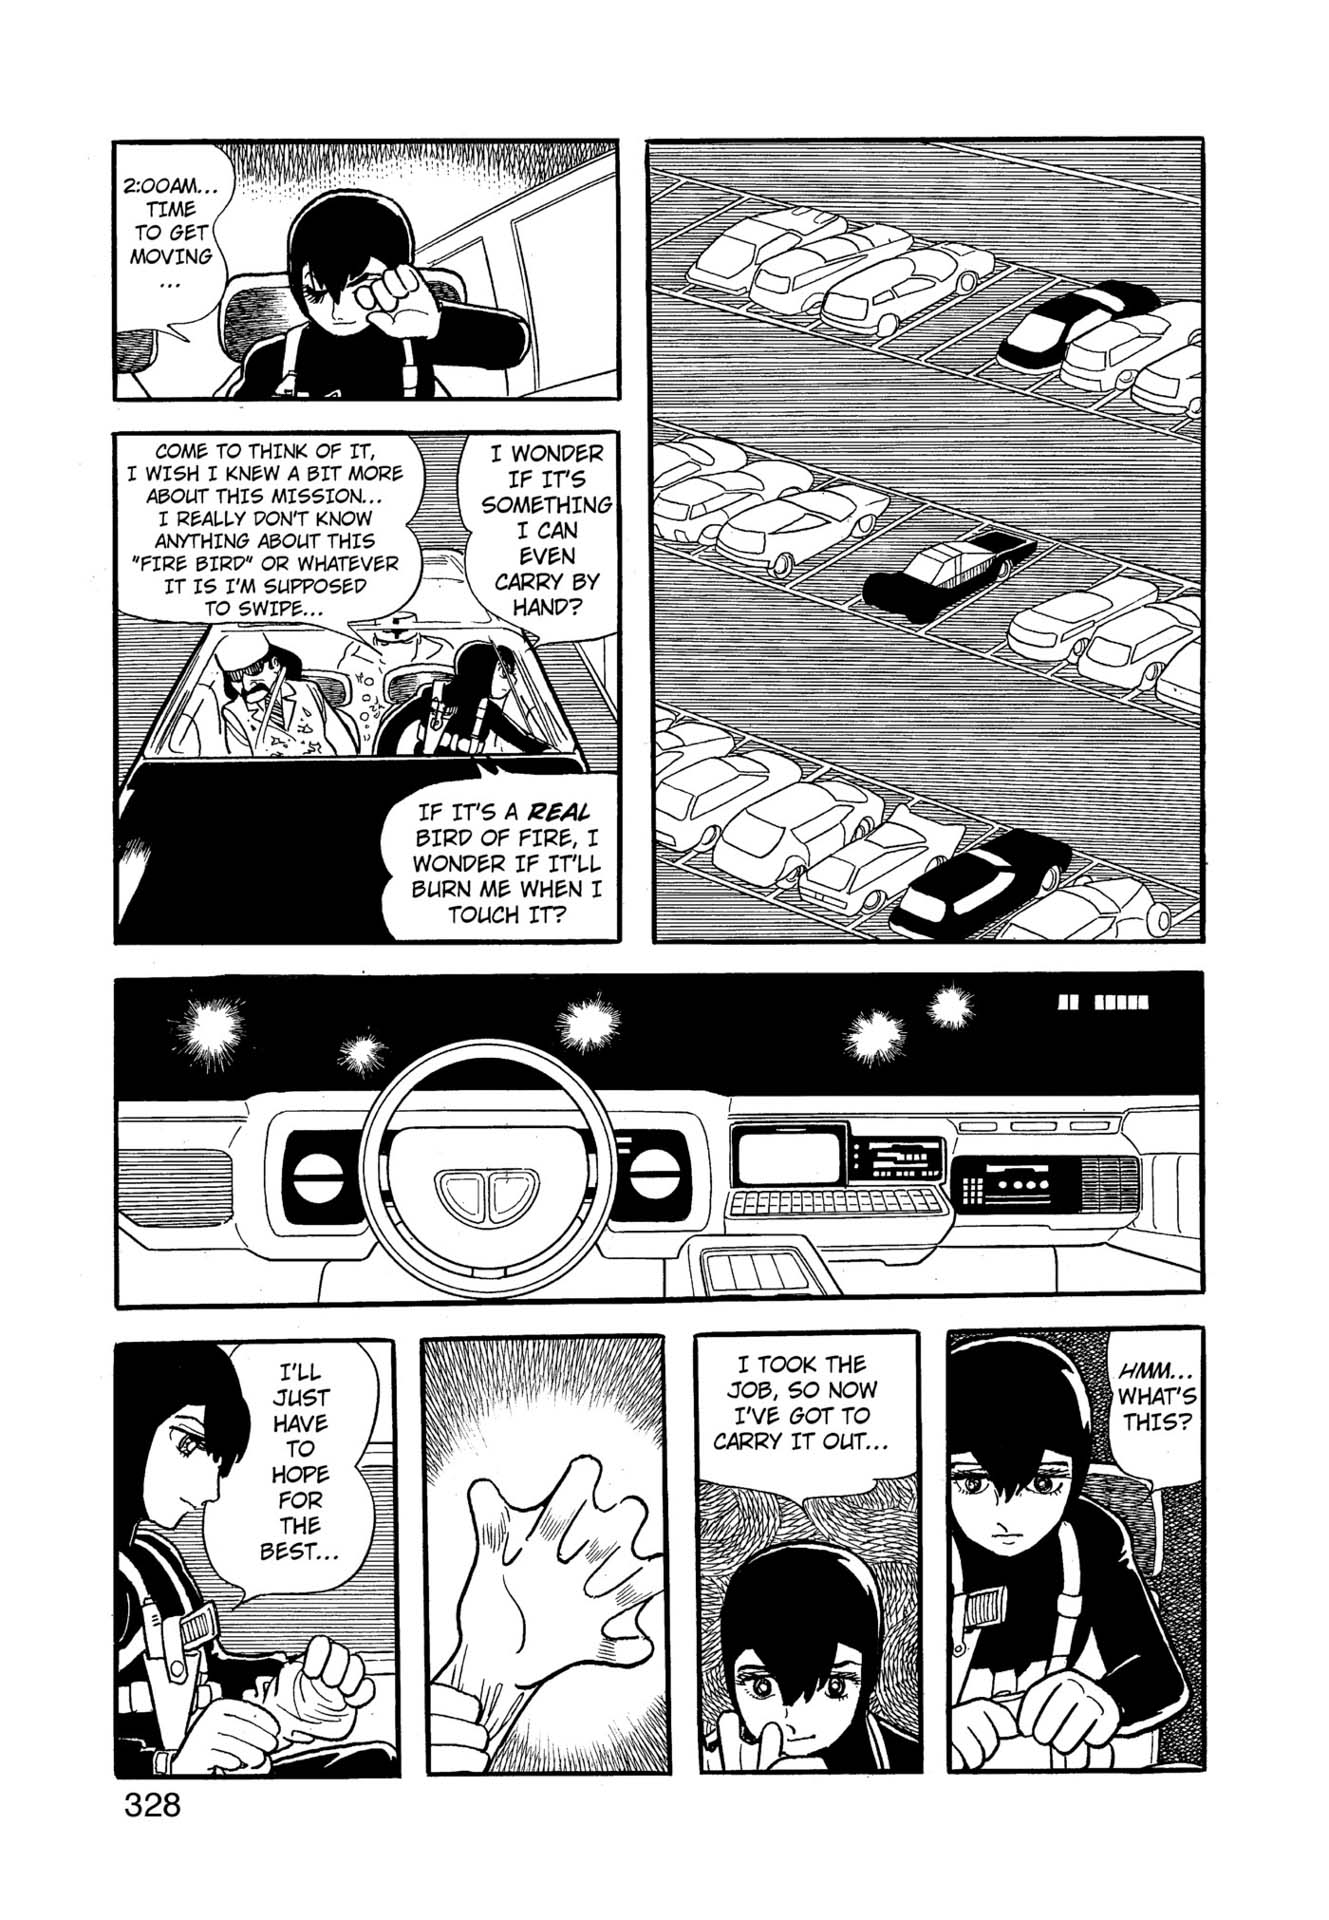 2:00AM...
TIME
TO GET
MOVING
...
COME TO THINK OF IT,
I WISH I KNEW A BIT MORE
ABOUT THIS MISSION...
I REALLY DON'T KNOW
ANYTHING ABOUT THIS
"FIRE BIRD" OR WHATEVER
IT IS I'M SUPPOSED
TO SWIPE...
I WONDER
IF IT'S
SOMETHING
I CAN
EVEN
CARRY BY
HAND?
IF IT'S A REAL
BIRD OF FIRE, I
WONDER IF IT'LL
BURN ME WHEN I
TOUCH IT?
I'LL
JUST
HAVE
TO
HOPE
FOR
THE
BEST...
I TOOK THE
JOB, SO NOW
I'VE GOT TO
CARRY IT OUT...
HMM...
WHAT'S
THIS?
328